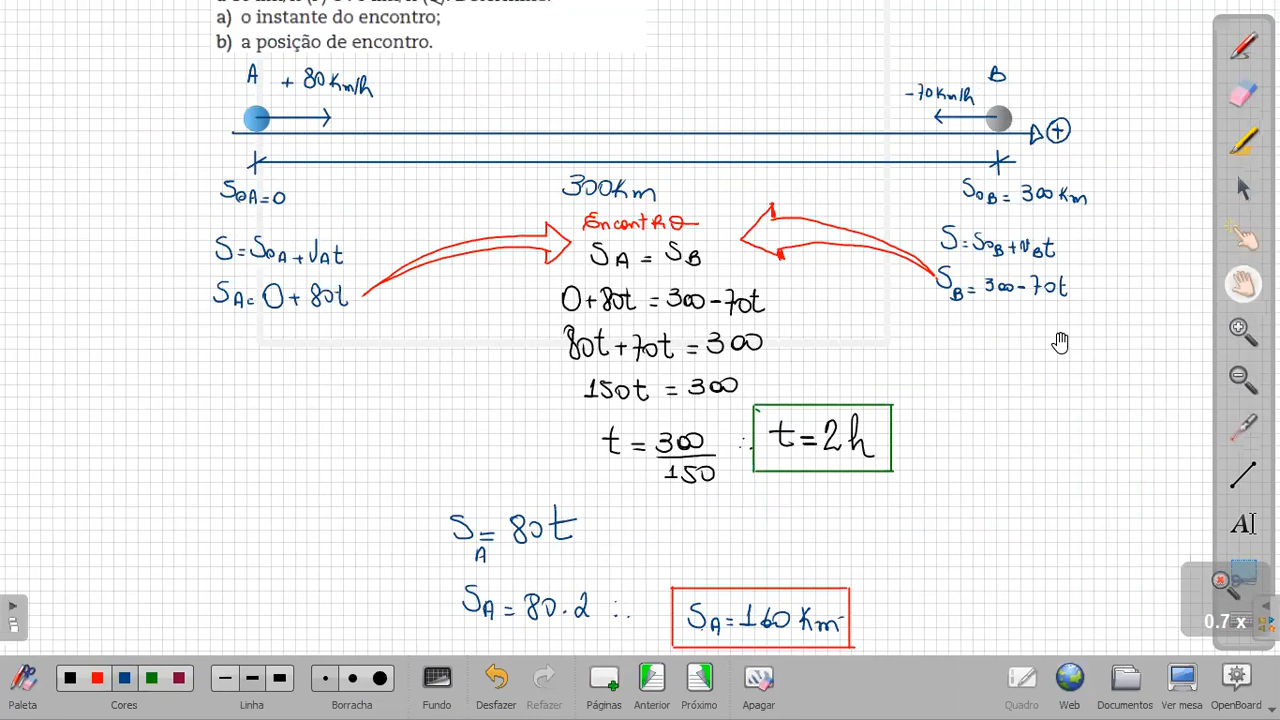 a) o instante do encontro;
b) a posição de encontro.
A + 80 Km/h
B
-70 Km/h
+
300 Km
S0A = 0
S0B = 300 Km
Encontro
S = S0A + VAt
SA = 0 + 80t
S = S0B + VBt
SB = 300 - 70t
SA = SB
0 + 80t = 300 - 70t
80t + 70t = 300
150t = 300
t = 300/150 ∴ t = 2 h
SA = 80t
SA = 80.2 ∴ SA = 160 Km
0.7 x
Paleta
Cores
Linha
Borracha
Fundo
Desfazer
Refazer
Páginas
Anterior
Próximo
Apagar
Quadro
Web
Documentos
Ver mesa
OpenBoard